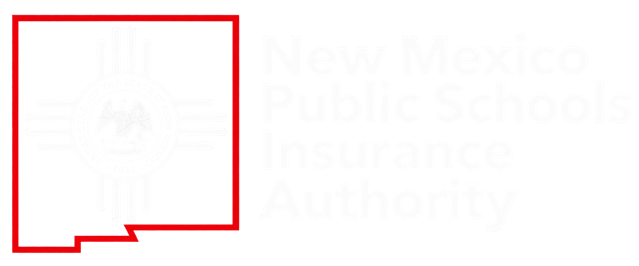 New Mexico
Public Schools
Insurance
Authority